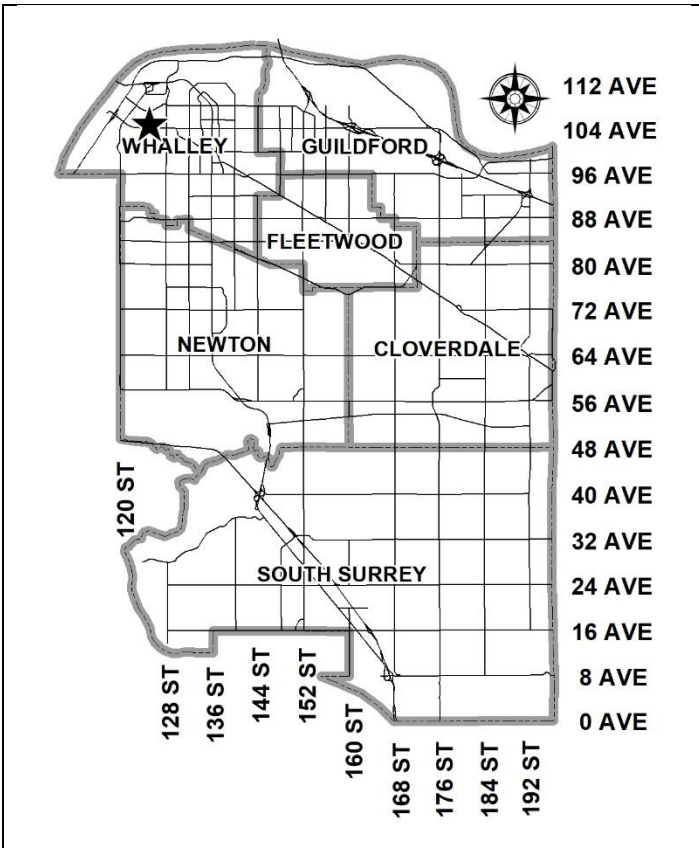 112 AVE
104 AVE
WHALLEY
GUILDFORD
96 AVE
88 AVE
FLEETWOOD
80 AVE
72 AVE
NEWTON
CLOVERDALE
64 AVE
56 AVE
48 AVE
120 ST
40 AVE
32 AVE
SOUTH SURREY
24 AVE
16 AVE
128 ST
136 ST
144 ST
152 ST
160 ST
8 AVE
0 AVE
168 ST
176 ST
184 ST
192 ST